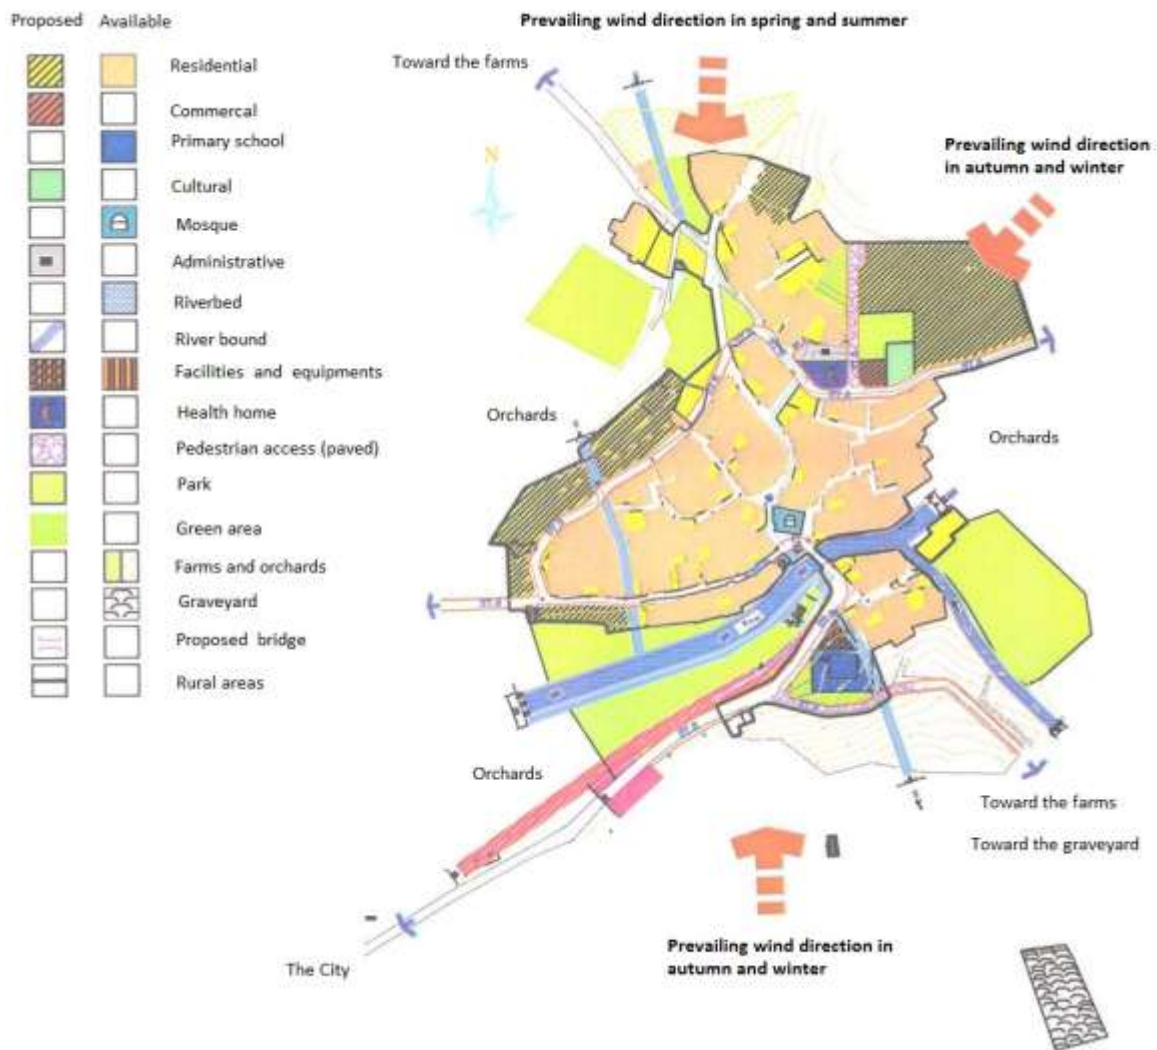 Proposed Available
Residential
Commercal
Primary school
Cultural
Mosque
Administrative
Riverbed
River bound
Facilities and equipments
Health home
Pedestrian access (paved)
Park
Green area
Farms and orchards
Graveyard
Proposed bridge
Rural areas
Prevailing wind direction in spring and summer
Toward the farms
N
Prevailing wind direction
in autumn and winter
Orchards
Orchards
Orchards
Toward the farms
Toward the graveyard
Prevailing wind direction in
autumn and winter
The City